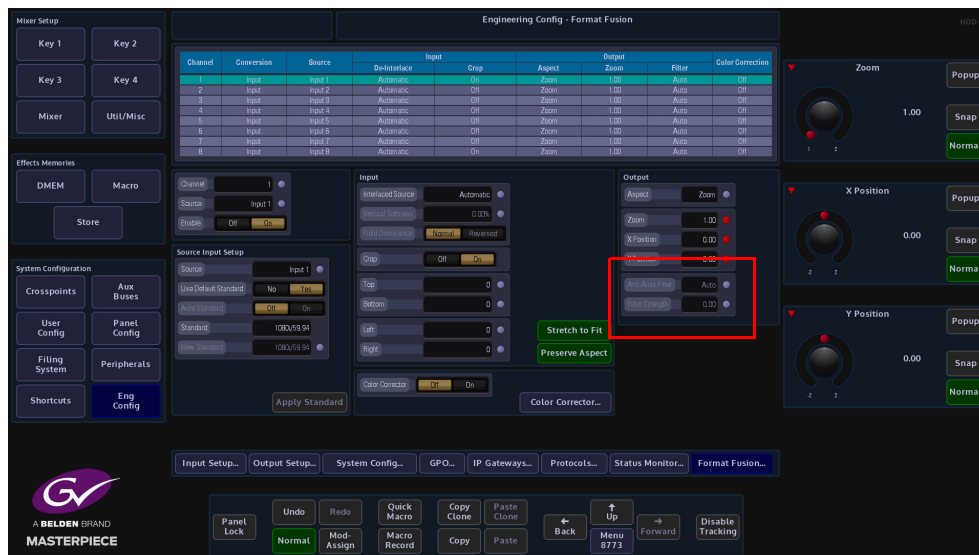 Mixer Setup
Engineering Config - Format Fusion
HDD
Key 1 Key 2
Key 3 Key 4
Mixer Util/Misc
Channel Conversion Source Input Output Color Correction
De-Interlace Crop Aspect Zoom Filter
1 Input Input 1 Automatic On Zoom 1.00 Auto Off
2 Input Input 2 Automatic Off Zoom 1.00 Auto Off
3 Input Input 3 Automatic Off Zoom 1.00 Auto Off
4 Input Input 4 Automatic Off Zoom 1.00 Auto Off
5 Input Input 5 Automatic Off Zoom 1.00 Auto Off
6 Input Input 6 Automatic Off Zoom 1.00 Auto Off
7 Input Input 7 Automatic Off Zoom 1.00 Auto Off
8 Input Input 8 Automatic On Zoom 1.00 Auto Off
Zoom
1.00
1 2
Popup
Snap
Normal
Effects Memories
DMEM Macro
Store
Channel 1
Source Input 1
Enable Off On
Source Input Setup
Source Input 1
Use Default Standard No Yes
Auto Standard Off On
Standard 1080i/59.94
New Standard 1080i/59.94
Apply Standard
Input
Interlaced Source Automatic
Vertical Softness 0.00%
Field Dominance Normal Reversed
Crop Off On
Top 0
Bottom 0
Left 0
Right 0
Stretch to Fit
Preserve Aspect
Color Corrector Off On
Color Corrector...
Output
Aspect Zoom
Zoom 1.00
X Position 0.00
Y Position 0.00
Anti-Alias Filter Auto
Filter Strength 0.00
X Position
0.00
-2 2
Popup
Snap
Normal
Y Position
0.00
-2 2
Popup
Snap
Normal
System Configuration
Crosspoints Aux Buses
User Config Panel Config
Filing System Peripherals
Shortcuts Eng Config
Input Setup... Output Setup... System Config... GPO... IP Gateways... Protocols... Status Monitor... Format Fusion...
GV
A BELDEN BRAND
MASTERPIECE
Panel Lock
Undo Redo Quick Macro Copy Clone Paste Clone
Normal Mod-Assign Macro Record Copy Paste
Back Up Forward
Menu 8773
Disable Tracking